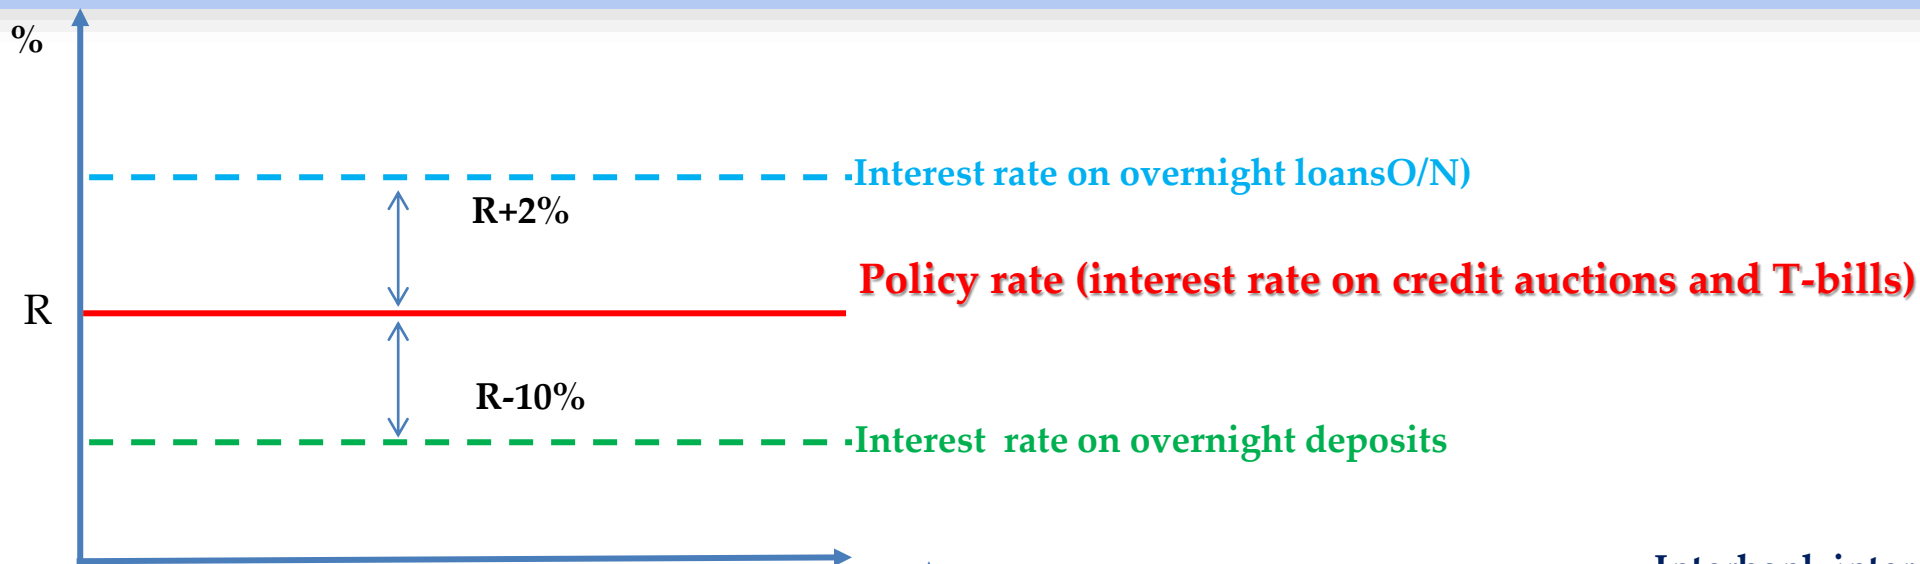 %
Interest rate on overnight loansO/N)
R+2%
Policy rate (interest rate on credit auctions and T-bills)
R
R-10%
Interest rate on overnight deposits